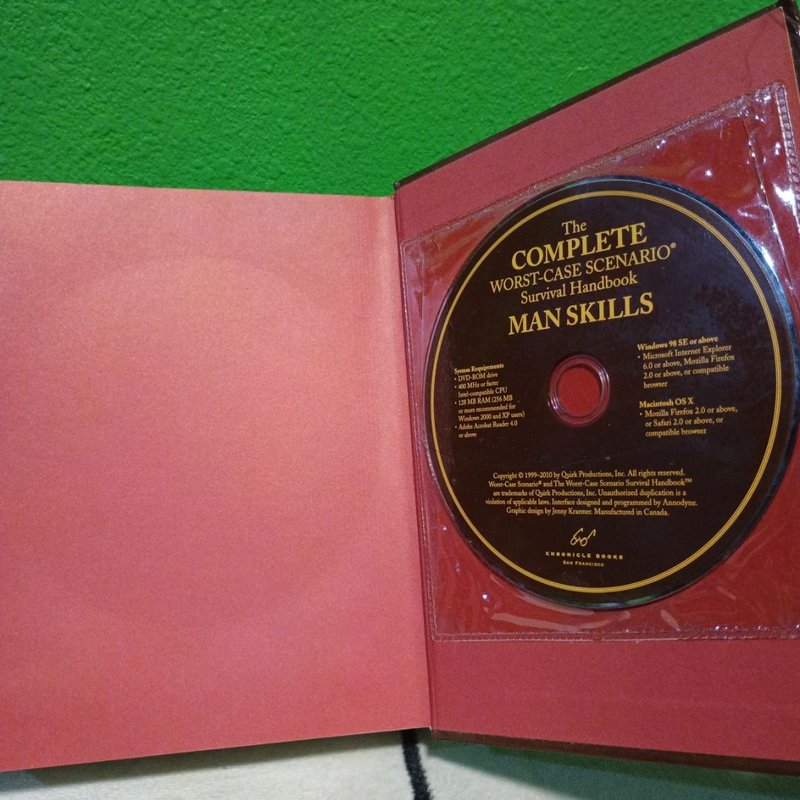 The
COMPLETE
WORST-CASE SCENARIO®
Survival Handbook
MAN SKILLS
System Requirements
• DVD-ROM drive
• 400 MHz or faster
Intel-compatible CPU
• 128 MB RAM (256 MB
or more recommended for
Windows 2000 and XP users)
• Adobe Acrobat Reader 4.0
or above
Windows 98 SE or above
• Microsoft Internet Explorer
6.0 or above, Mozilla Firefox
2.0 or above, or compatible
browser
Macintosh OS X
• Mozilla Firefox 2.0 or above,
or Safari 2.0 or above, or
compatible browser
Copyright © 1999–2010 by Quirk Productions, Inc. All rights reserved.
Worst-Case Scenario® and The Worst-Case Scenario Survival Handbook™
are trademarks of Quirk Productions, Inc. Unauthorized duplication is a
violation of applicable laws. Interface designed and programmed by Annodyne.
Graphic design by Jenny Kraemer. Manufactured in Canada.
CHRONICLE BOOKS
SAN FRANCISCO